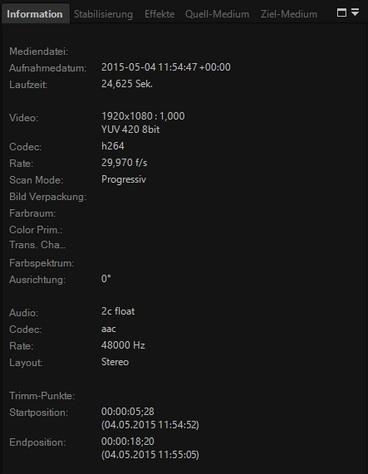 Information Stabilisierung Effekte Quell-Medium Ziel-Medium
Mediendatei:
Aufnahmedatum: 2015-05-04 11:54:47 +00:00
Laufzeit: 24,625 Sek.
Video: 1920x1080 : 1,000
YUV 420 8bit
Codec: h264
Rate: 29,970 f/s
Scan Mode: Progressiv
Bild Verpackung:
Farbraum:
Color Prim.:
Trans. Cha...
Farbspektrum:
Ausrichtung: 0°
Audio: 2c float
Codec: aac
Rate: 48000 Hz
Layout: Stereo
Trimm-Punkte:
Startposition: 00:00:05;28
(04.05.2015 11:54:52)
Endposition: 00:00:18;20
(04.05.2015 11:55:05)